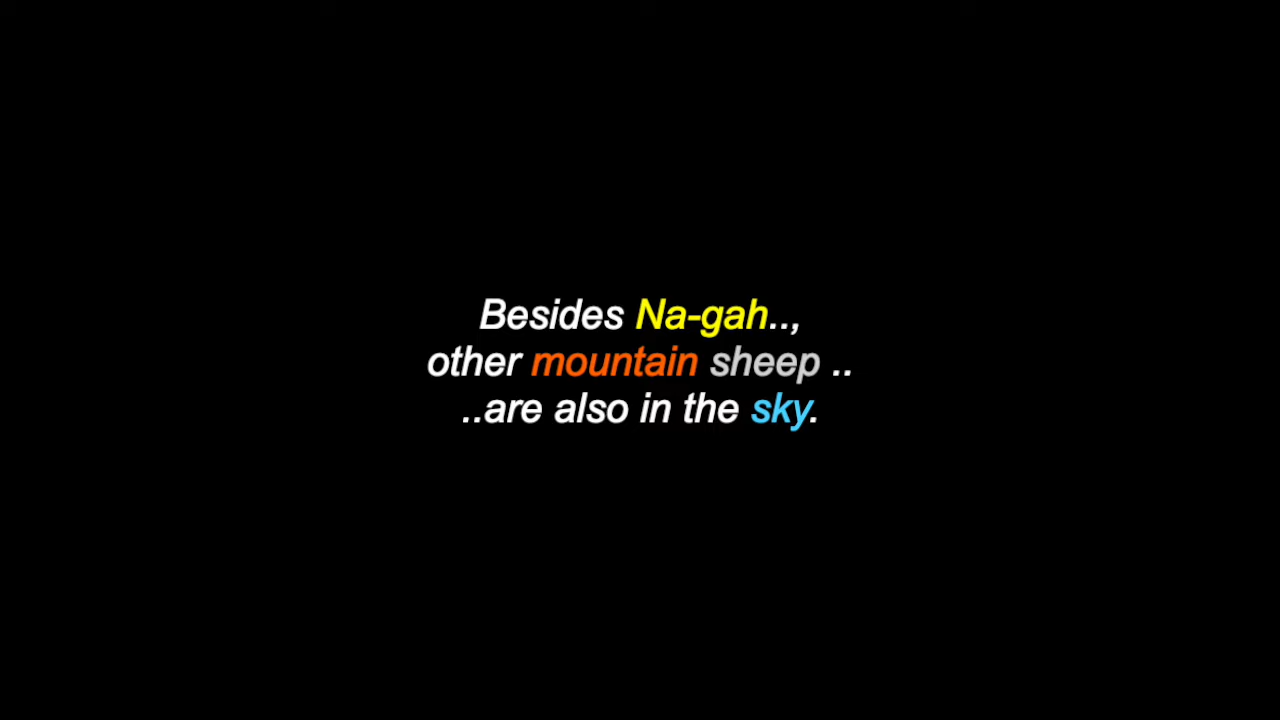 Besides Na-gah..,
other mountain sheep ..
..are also in the sky.